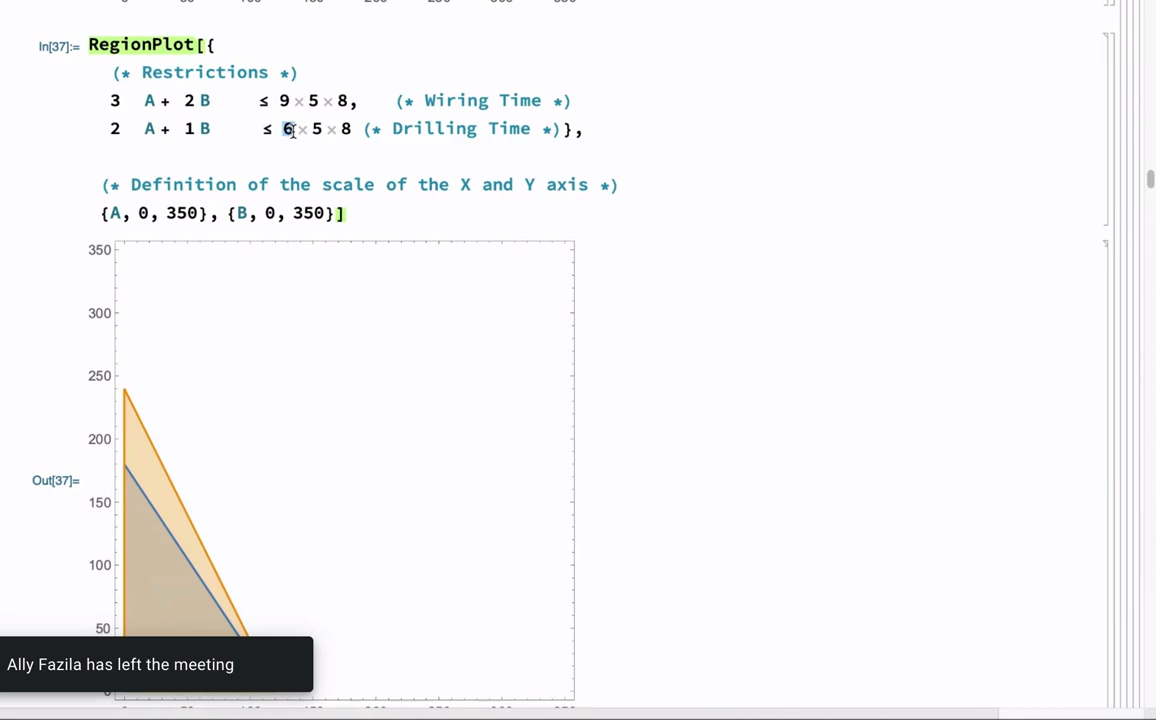 In[37]:= RegionPlot[{
(* Restrictions *)
3 A + 2 B ≤ 9 × 5 × 8, (* Wiring Time *)
2 A + 1 B ≤ 6 × 5 × 8 (* Drilling Time *)},
(* Definition of the scale of the X and Y axis *)
{A, 0, 350}, {B, 0, 350}]
350
300
250
200
Out[37]=
150
100
50
Ally Fazila has left the meeting